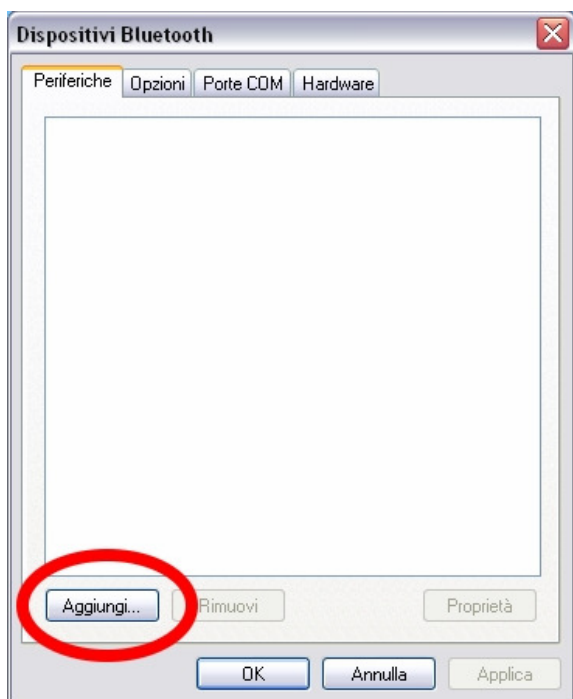 Dispositivi Bluetooth
Periferiche Opzioni Porte COM Hardware
Aggiungi... Rimuovi Proprietà
OK Annulla Applica